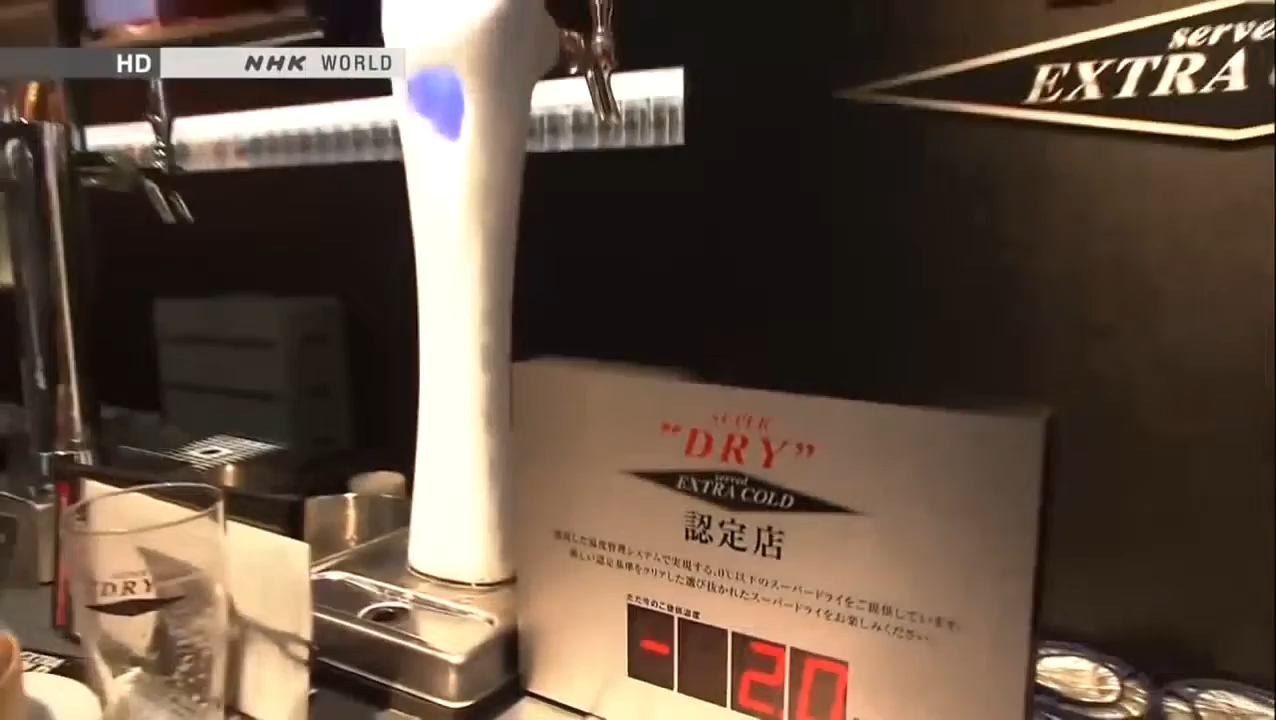 HD NHK WORLD
served
EXTRA
SUPER
"DRY"
served
EXTRA COLD
認定店
徹底した温度管理システムで実現する、0℃以下のスーパードライをご提供しています。
厳しい認定基準をクリアした選び抜かれたスーパードライをお楽しみください。
ただ今のご提供温度
- 20
DRY